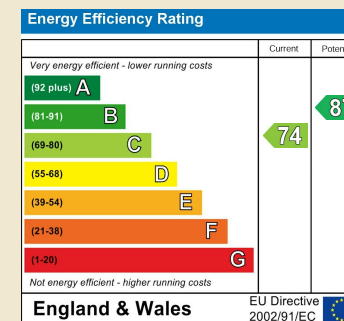 Energy Efficiency Rating
Current
Very energy efficient - lower running costs
(92 plus) A
(81-91) B
(69-80) C
(55-68) D
(39-54) E
(21-38) F
(1-20) G
74
Not energy efficient - higher running costs
England & Wales
EU Directive
2002/91/EC